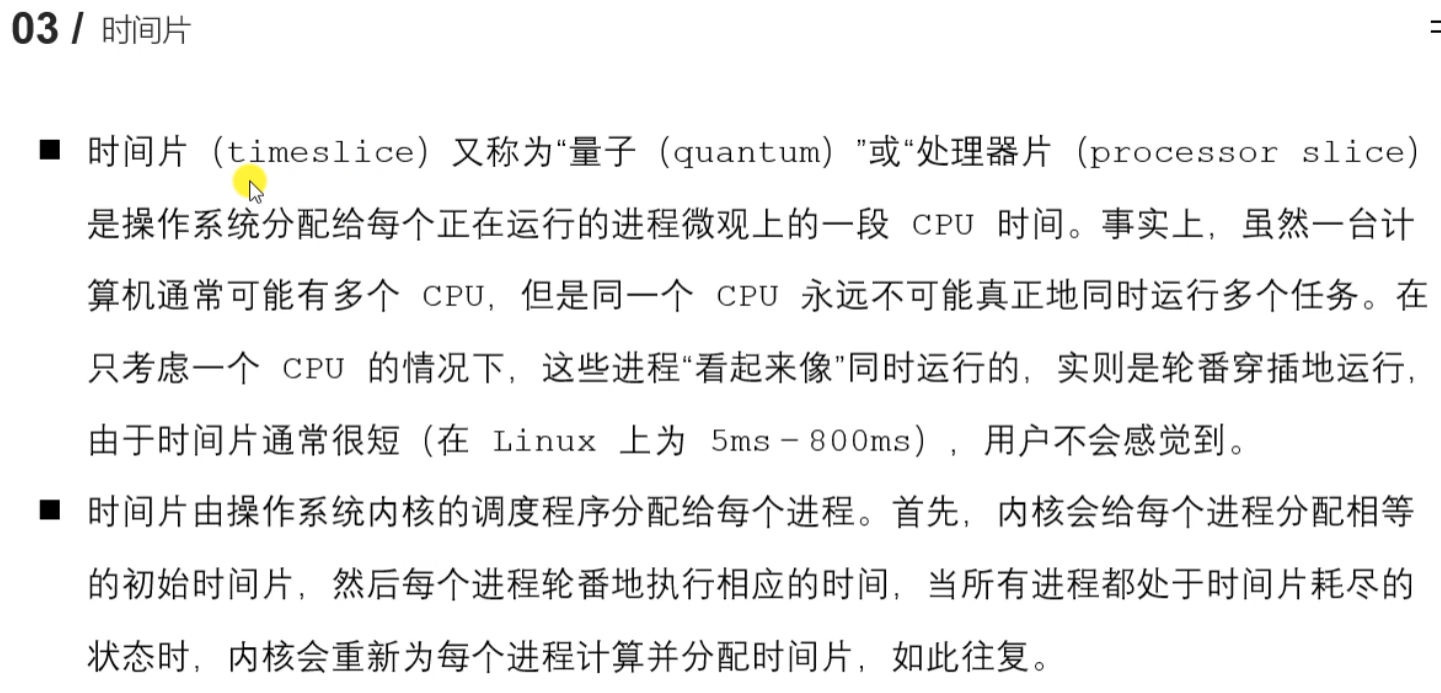 03 / 时间片
■ 时间片（timeslice）又称为“量子（quantum）”或“处理器片（processor slice）
是操作系统分配给每个正在运行的进程微观上的一段 CPU 时间。事实上，虽然一台计
算机通常可能有多个 CPU，但是同一个 CPU 永远不可能真正地同时运行多个任务。在
只考虑一个 CPU 的情况下，这些进程“看起来像”同时运行的，实则是轮番穿插地运行，
由于时间片通常很短（在 Linux 上为 5ms－800ms），用户不会感觉到。
■ 时间片由操作系统内核的调度程序分配给每个进程。首先，内核会给每个进程分配相等
的初始时间片，然后每个进程轮番地执行相应的时间，当所有进程都处于时间片耗尽的
状态时，内核会重新为每个进程计算并分配时间片，如此往复。